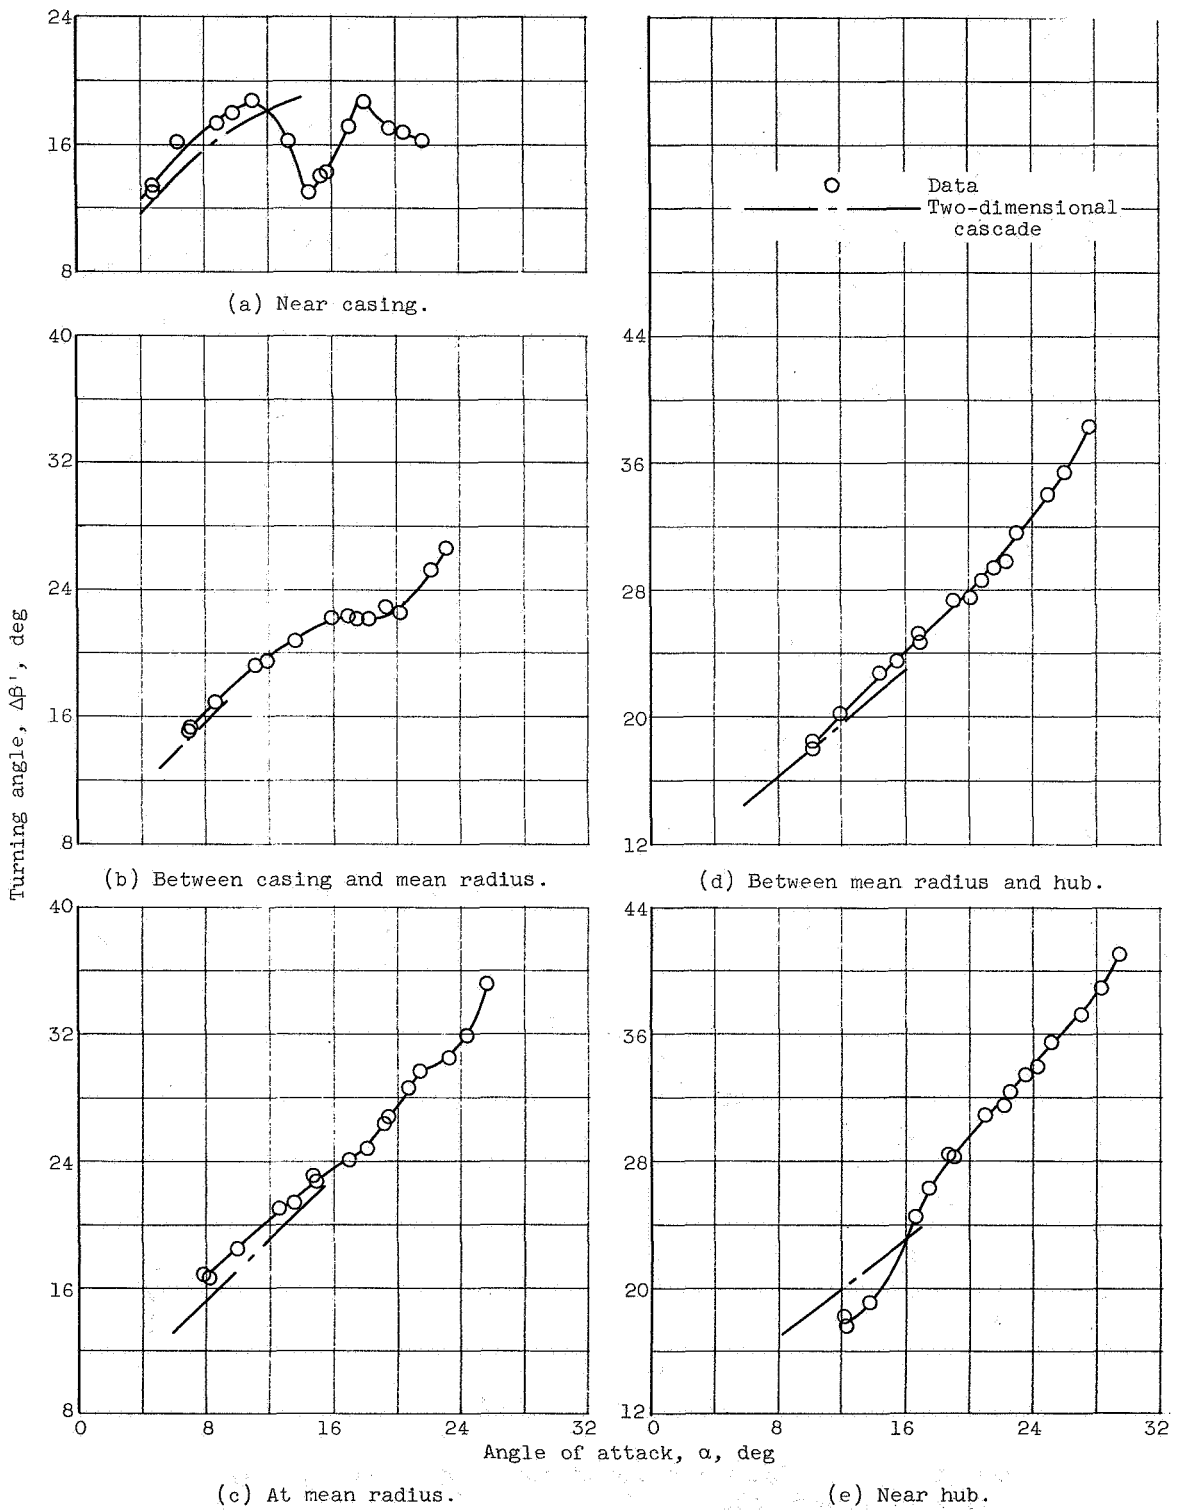 24
16
8
Data
Two-dimensional
cascade
(a) Near casing.
40
32
24
16
8
44
36
28
20
12
Turning angle, Δβ', deg
(b) Between casing and mean radius.
(d) Between mean radius and hub.
40
32
24
16
8
44
36
28
20
12
0 8 16 24 32
0 8 16 24 32
Angle of attack, α, deg
(c) At mean radius.
(e) Near hub.